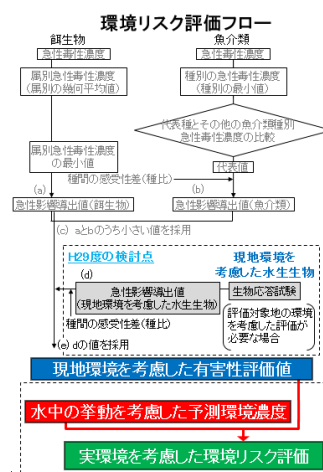 環境リスク評価フロー
餌生物
急性毒性濃度
属別急性毒性濃度
(属別の幾何平均値)
属別急性毒性濃度
の最小値
魚介類
急性毒性濃度
種別の急性毒性濃度
(種別の最小値)
代表種とその他の魚介類種別
急性毒性濃度の比較
代表値
種間の感受性差(種比)
(a)
(b)
急性影響導出値(餌生物)
急性影響導出値(魚介類)
(c) aとbのうち小さい値を採用
H29度の検討点
現地環境
を考慮した水生生物
(d)
急性影響導出値
(現地環境を考慮した水生生物)
生物応答試験
種間の感受性差(種比)
評価対象地の環境
を考慮した評価が
必要な場合
(e) dの値を採用
現地環境を考慮した有害性評価値
水中の挙動を考慮した予測環境濃度
実環境を考慮した環境リスク評価